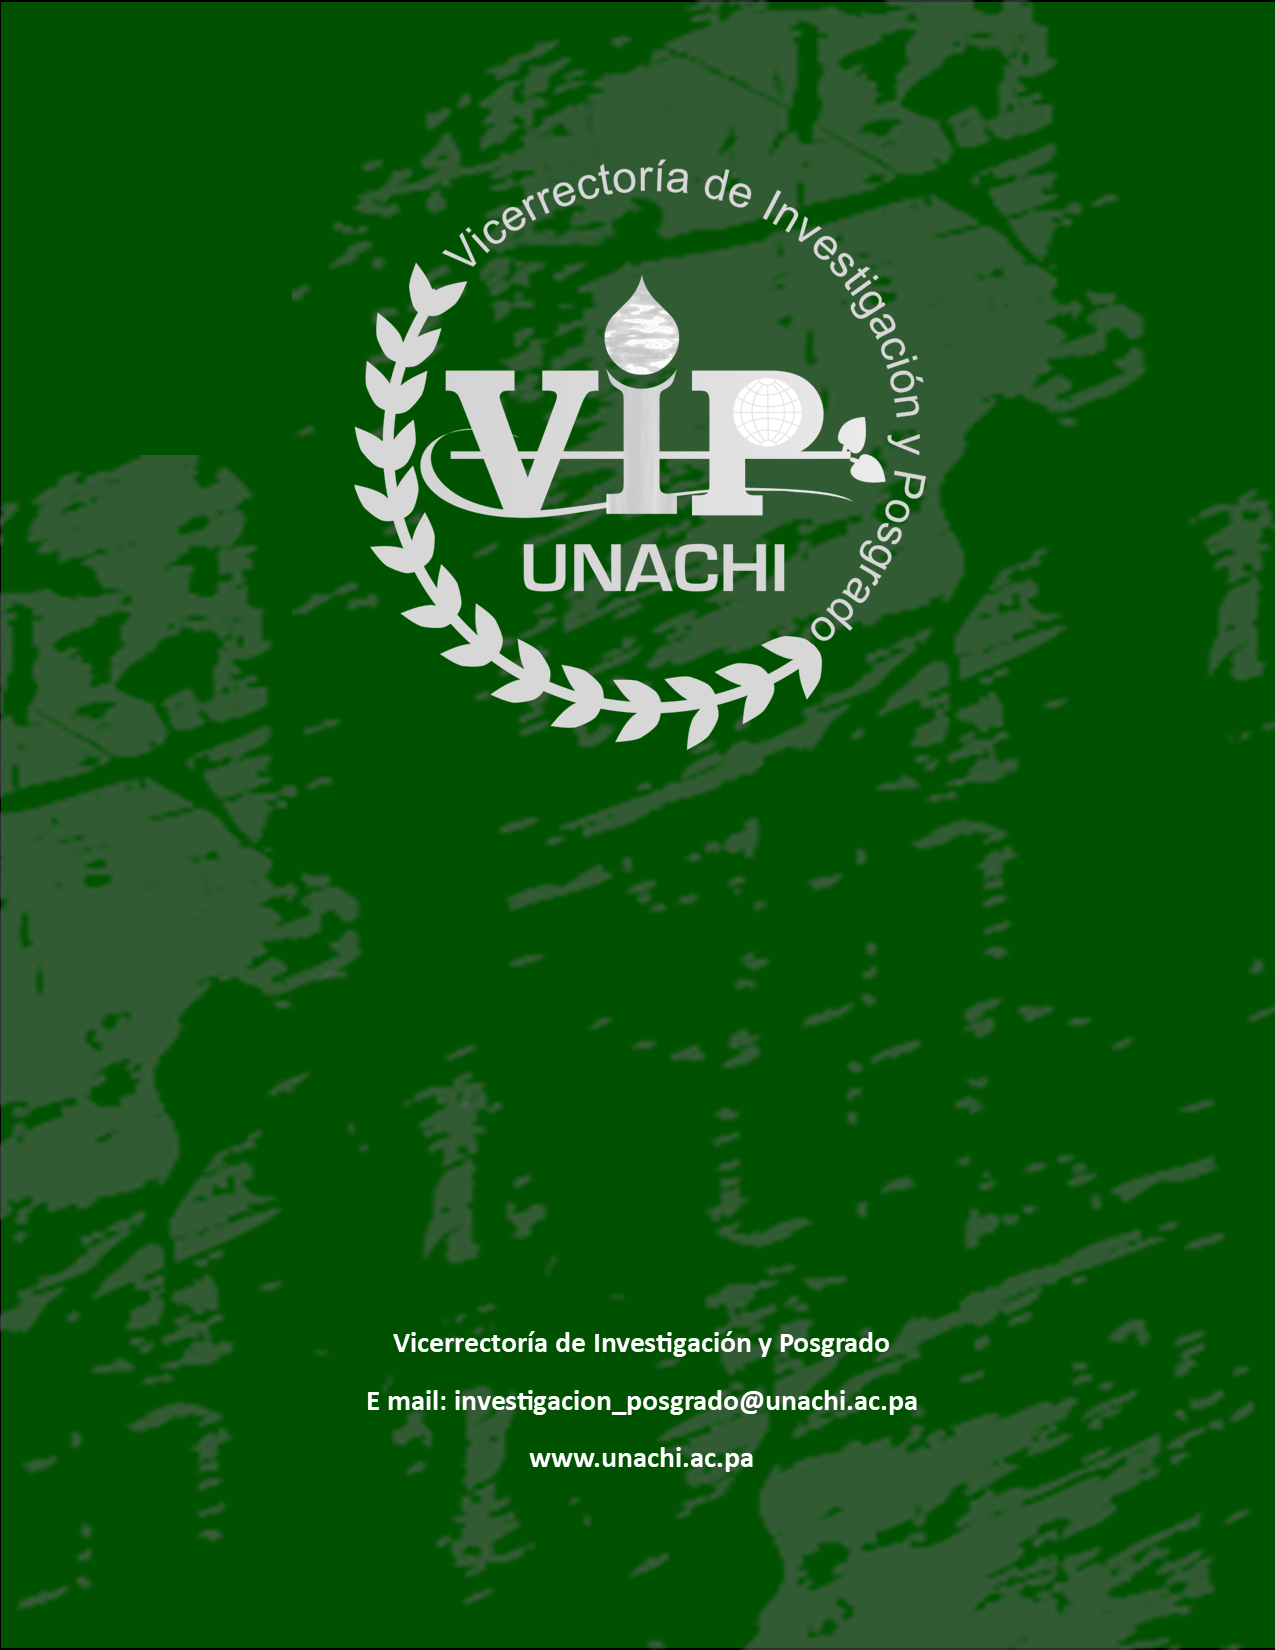 Vicerrectoría de Investigación y Posgrado
ViP
UNACHI
Vicerrectoría de Investigación y Posgrado
E mail: investigacion_posgrado@unachi.ac.pa
www.unachi.ac.pa